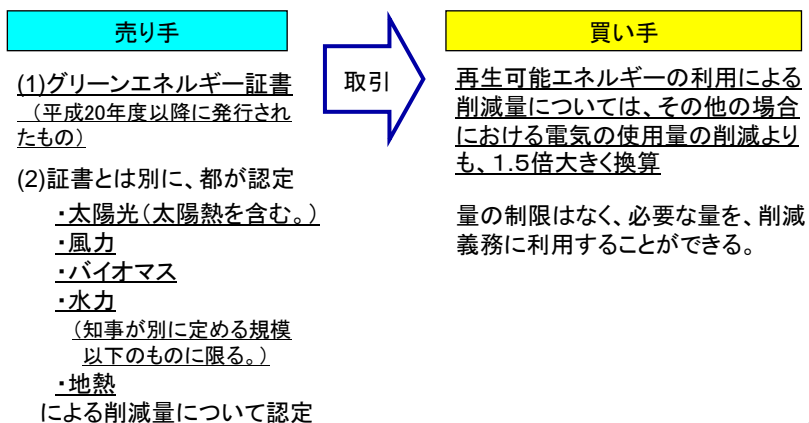 売り手
(1)グリーンエネルギー証書
（平成20年度以降に発行され
たもの）
(2)証書とは別に、都が認定
・太陽光（太陽熱を含む。）
・風力
・バイオマス
・水力
（知事が別に定める規模
以下のものに限る。）
・地熱
による削減量について認定
取引
買い手
再生可能エネルギーの利用による
削減量については、その他の場合
における電気の使用量の削減より
も、1.5倍大きく換算
量の制限はなく、必要な量を、削減
義務に利用することができる。